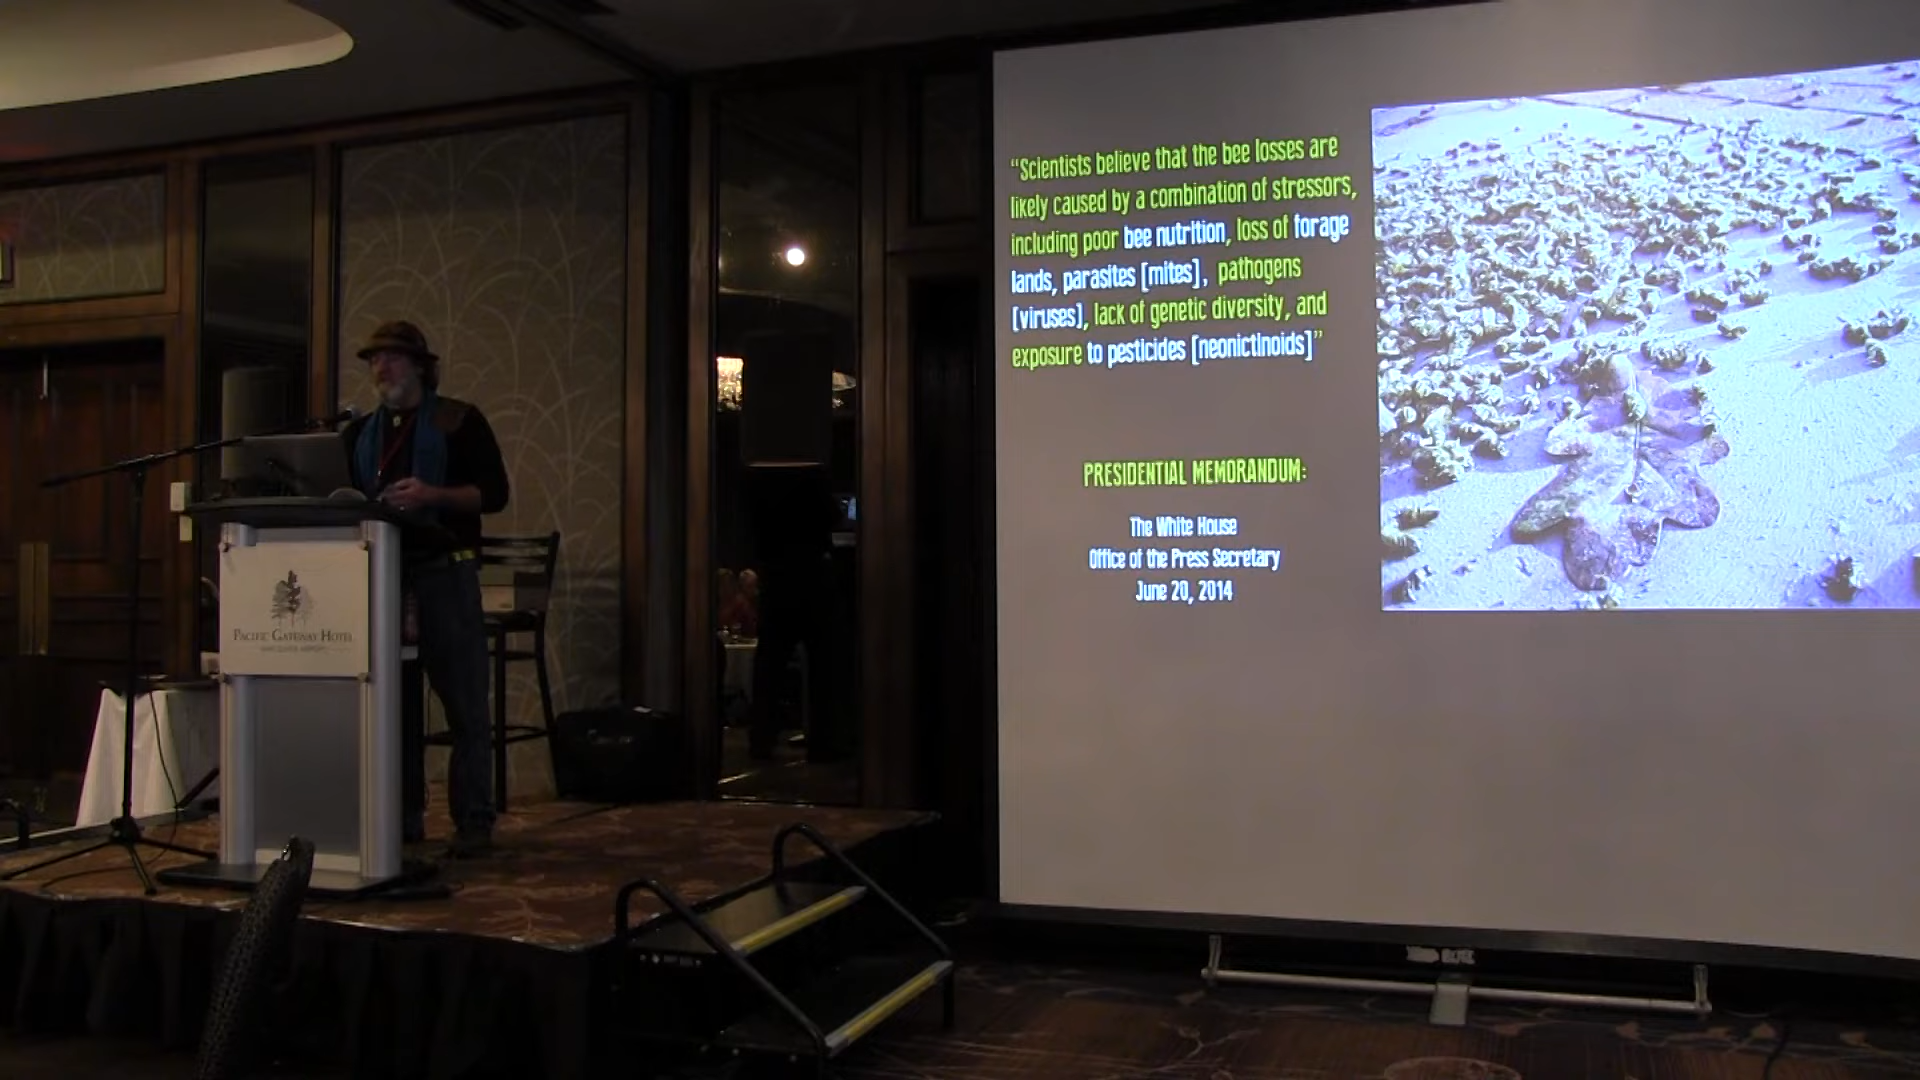 “Scientists believe that the bee losses are
likely caused by a combination of stressors,
including poor bee nutrition, loss of forage
lands, parasites [mites], pathogens
[viruses], lack of genetic diversity, and
exposure to pesticides [neonictinoids]”
PRESIDENTIAL MEMORANDUM:
The White House
Office of the Press Secretary
June 20, 2014
PACIFIC GATEWAY HOTEL